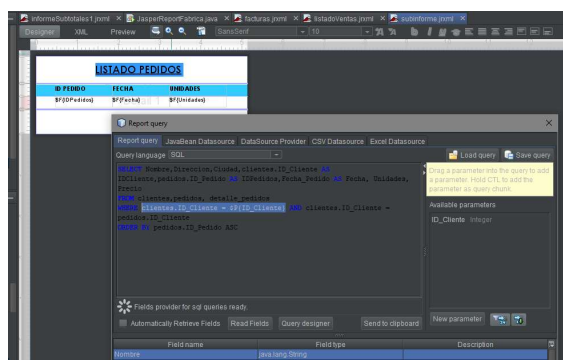 informeSubtotales1.jrxml JasperReportFabrica.java facturas.jrxml listadoVentas.jrxml subinforme.jrxml
Designer XML Preview SansSerif 10
LISTADO PEDIDOS
ID PEDIDO FECHA UNIDADES
$F{IDPedidos} $F{Fecha} $F{Unidades}
Report query
Report query JavaBean Datasource DataSource Provider CSV Datasource Excel Datasource
Query language SQL Load query Save query
SELECT Nombre,Direccion,Ciudad,clientes.ID_Cliente AS
IDCliente,pedidos.ID_Pedido AS IDPedidos,Fecha_Pedido AS Fecha, Unidades,
Precio
FROM clientes,pedidos, detalle_pedidos
WHERE clientes.ID_Cliente = $P{ID_Cliente} AND clientes.ID_Cliente =
pedidos.ID_Cliente
ORDER BY pedidos.ID_Pedido ASC
Drag a parameter into the query to add
a parameter. Hold CTL to add the
parameter as query chunk.
Available parameters
ID_Cliente Integer
Fields provider for sql queries ready.
Automatically Retrieve Fields Read Fields Query designer Send to clipboard New parameter
Field name Field type Description
Nombre java.lang.String